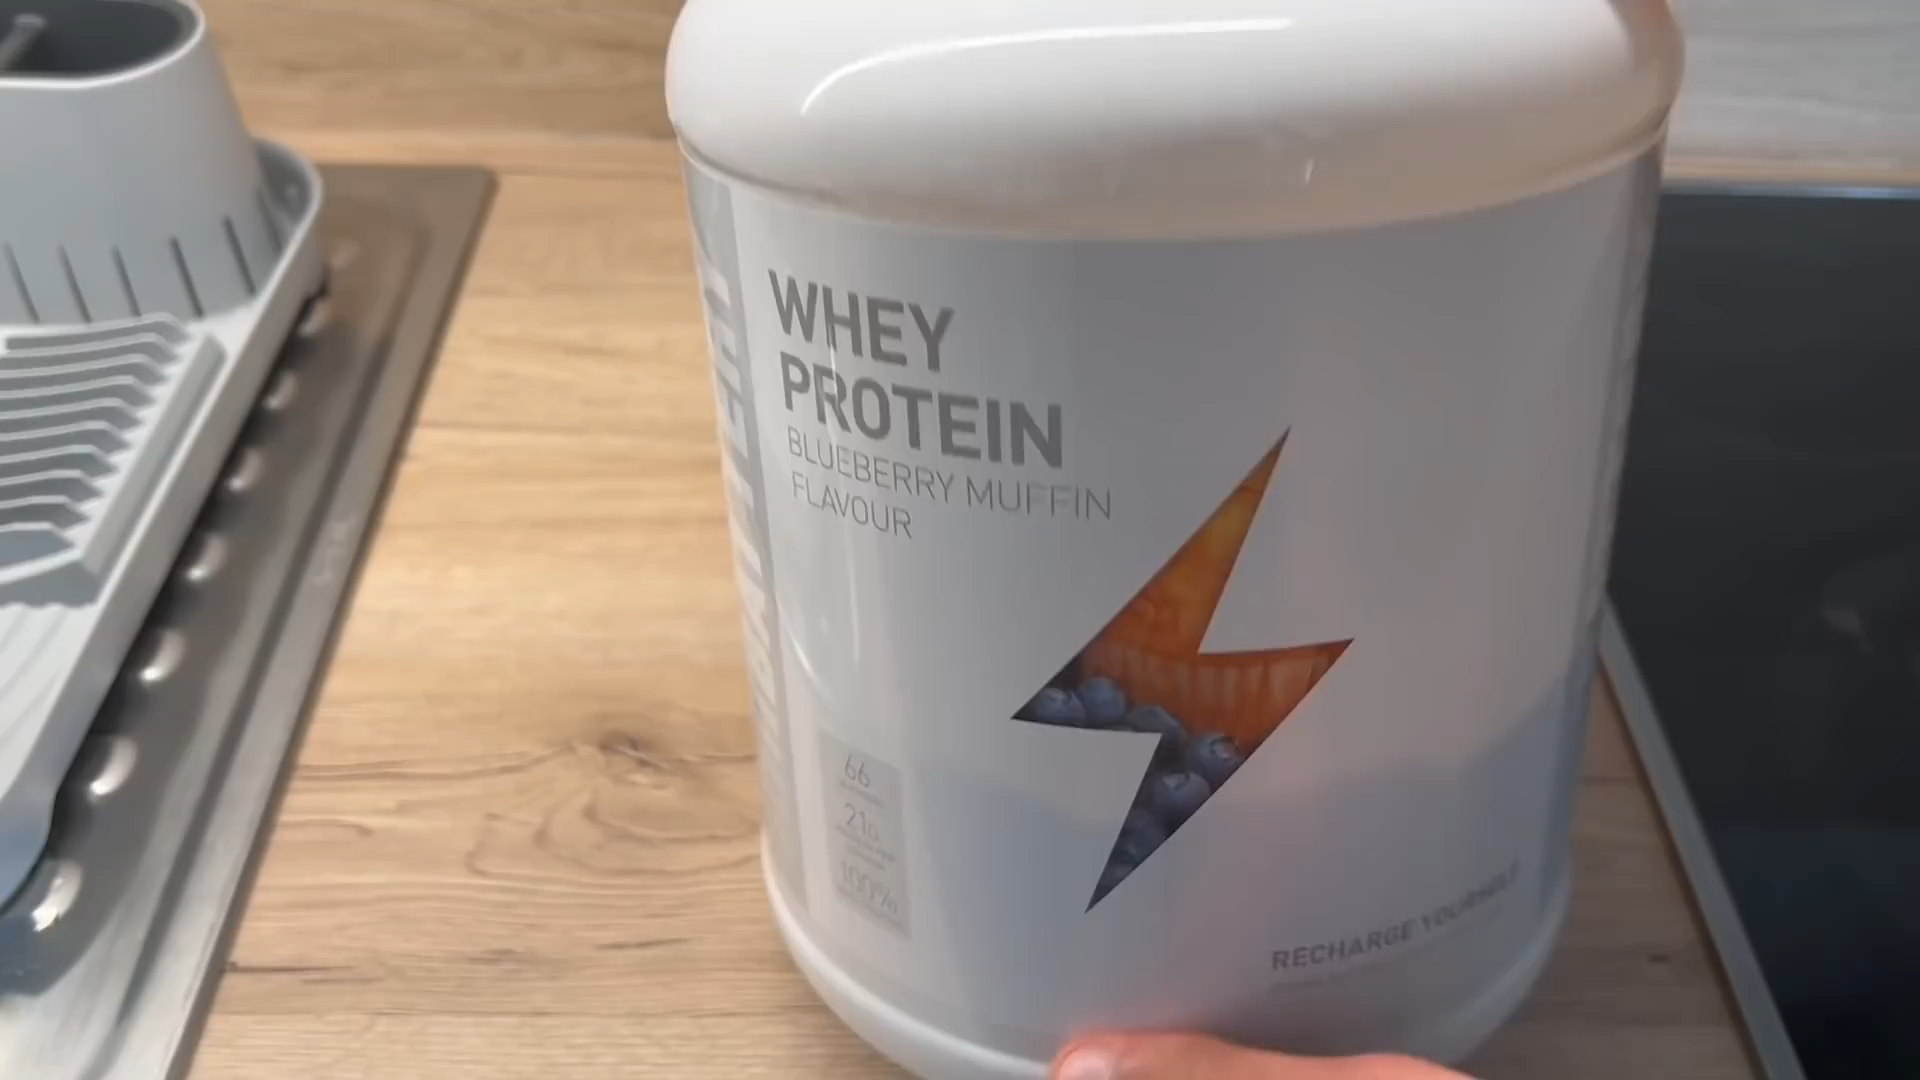 WHEY
PROTEIN
BLUEBERRY MUFFIN
FLAVOUR
66
21g
100%
RECHARGE YOURSELF